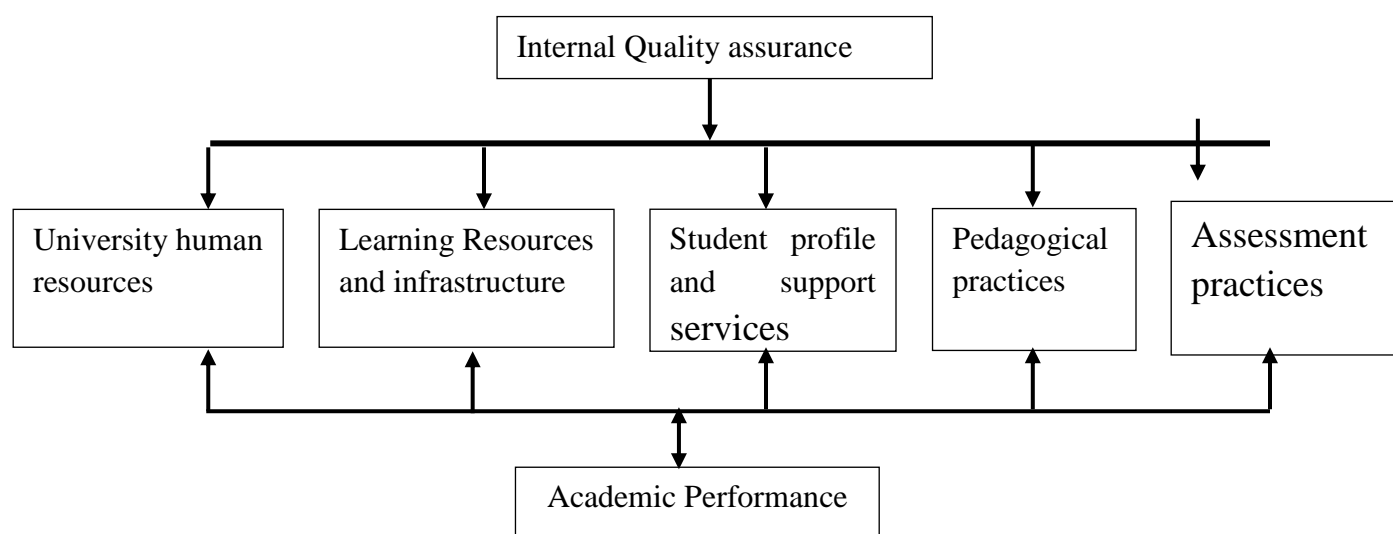 Internal Quality assurance
University human
resources
Learning Resources
and infrastructure
Student profile
and support
services
Pedagogical
practices
Assessment
practices
Academic Performance